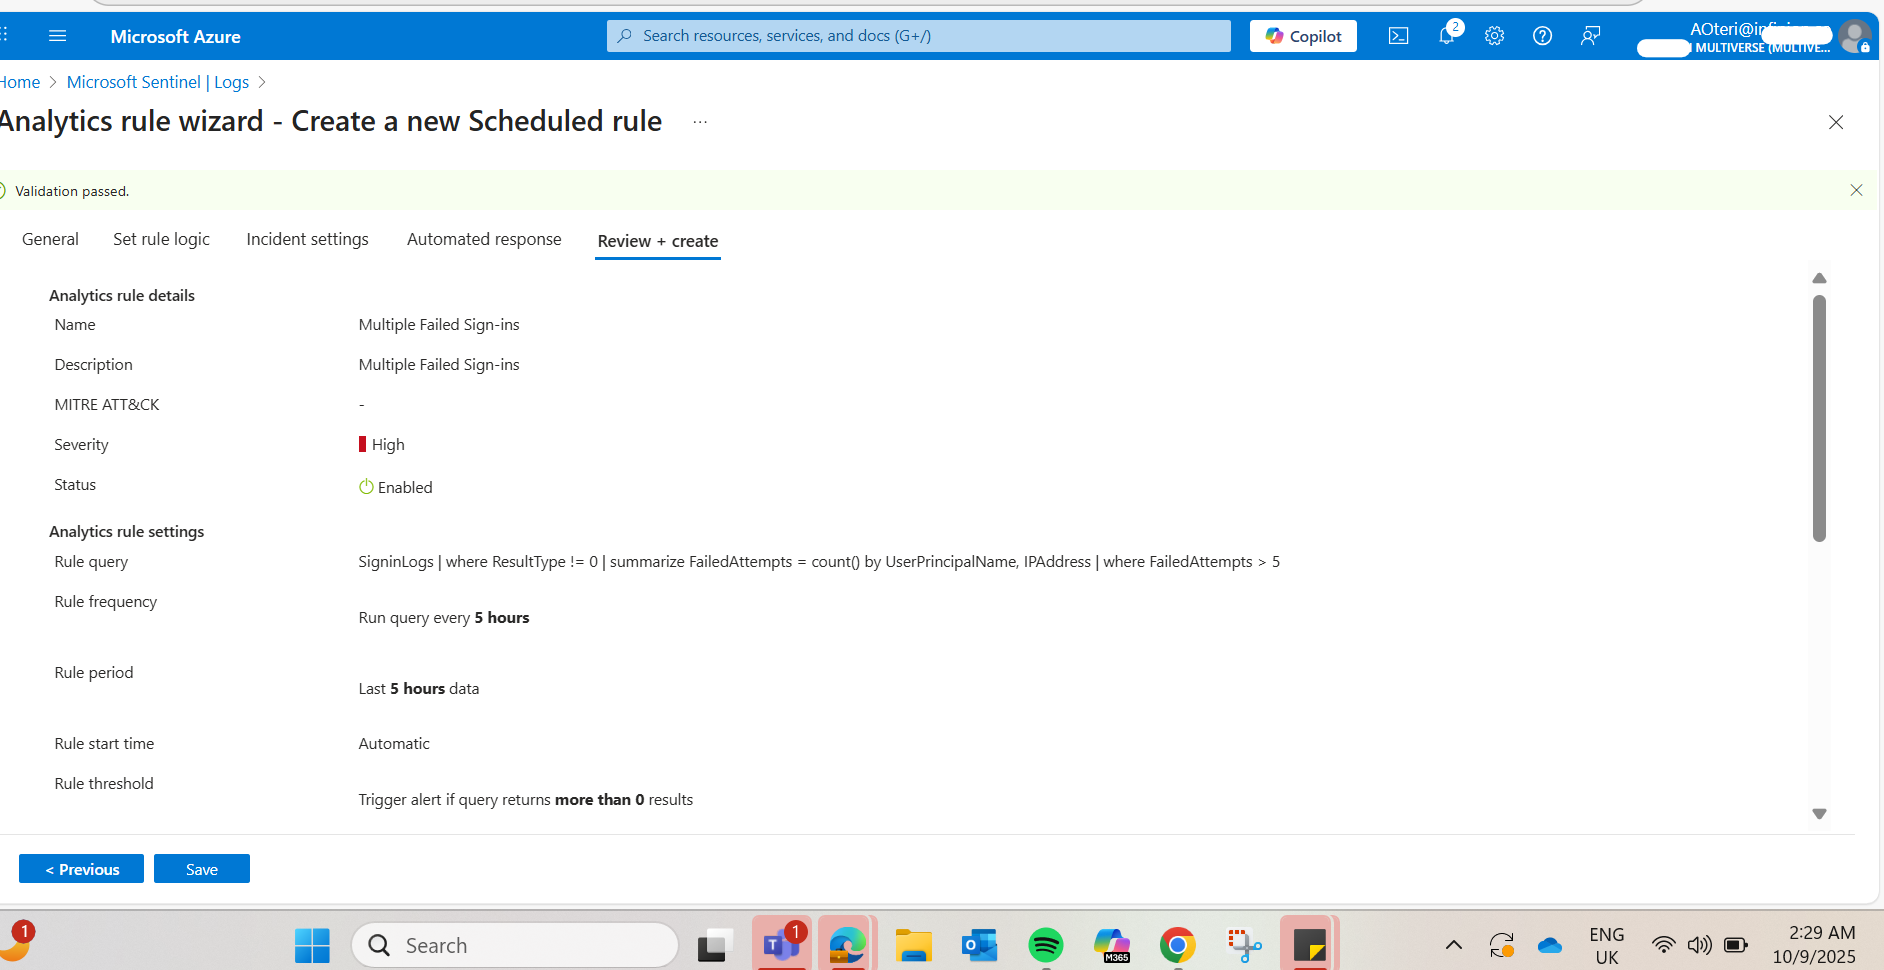 Microsoft Azure
Search resources, services, and docs (G+/)
Copilot
2
MULTIVERSE (MULTIVE...
Home > Microsoft Sentinel | Logs >
Analytics rule wizard - Create a new Scheduled rule ...
Validation passed.
General Set rule logic Incident settings Automated response Review + create
Analytics rule details
Name Multiple Failed Sign-ins
Description Multiple Failed Sign-ins
MITRE ATT&CK -
Severity High
Status Enabled
Analytics rule settings
Rule query SigninLogs | where ResultType != 0 | summarize FailedAttempts = count() by UserPrincipalName, IPAddress | where FailedAttempts > 5
Rule frequency
Run query every 5 hours
Rule period
Last 5 hours data
Rule start time Automatic
Rule threshold
Trigger alert if query returns more than 0 results
< Previous Save
1
Search
T 1
O
M365
ENG
UK
2:29 AM
10/9/2025